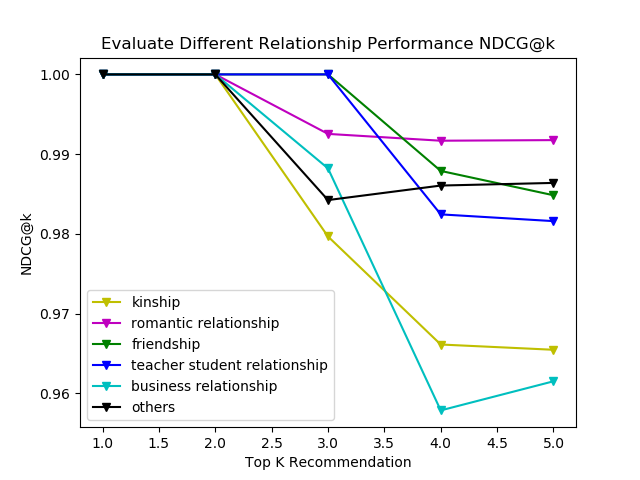 Evaluate Different Relationship Performance NDCG@k
1.00
0.99
0.98
0.97
0.96
NDCG@k
kinship
romantic relationship
friendship
teacher student relationship
business relationship
others
1.0 1.5 2.0 2.5 3.0 3.5 4.0 4.5 5.0
Top K Recommendation